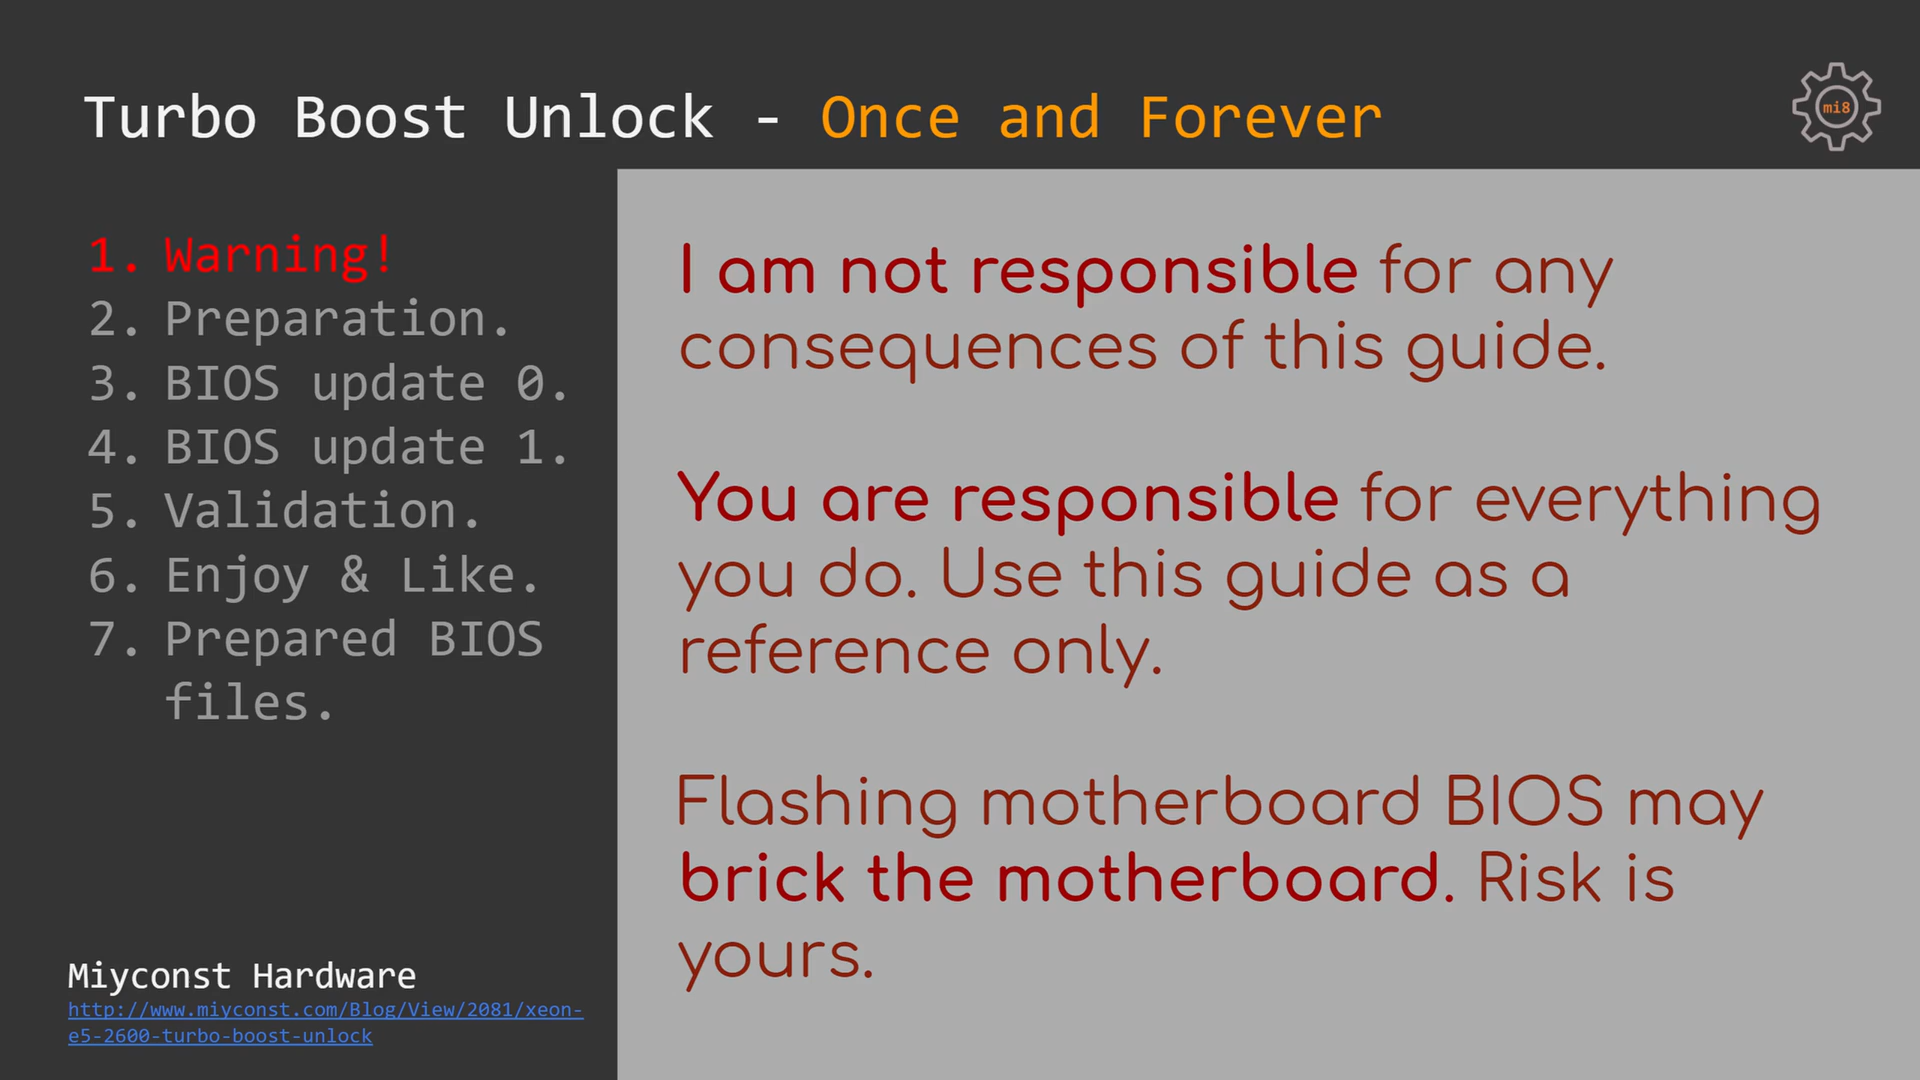 Turbo Boost Unlock - Once and Forever
mi8
1. Warning!
2. Preparation.
3. BIOS update 0.
4. BIOS update 1.
5. Validation.
6. Enjoy & Like.
7. Prepared BIOS
files.
Miyconst Hardware
http://www.miyconst.com/Blog/View/2081/xeon-
e5-2600-turbo-boost-unlock
I am not responsible for any
consequences of this guide.
You are responsible for everything
you do. Use this guide as a
reference only.
Flashing motherboard BIOS may
brick the motherboard. Risk is
yours.